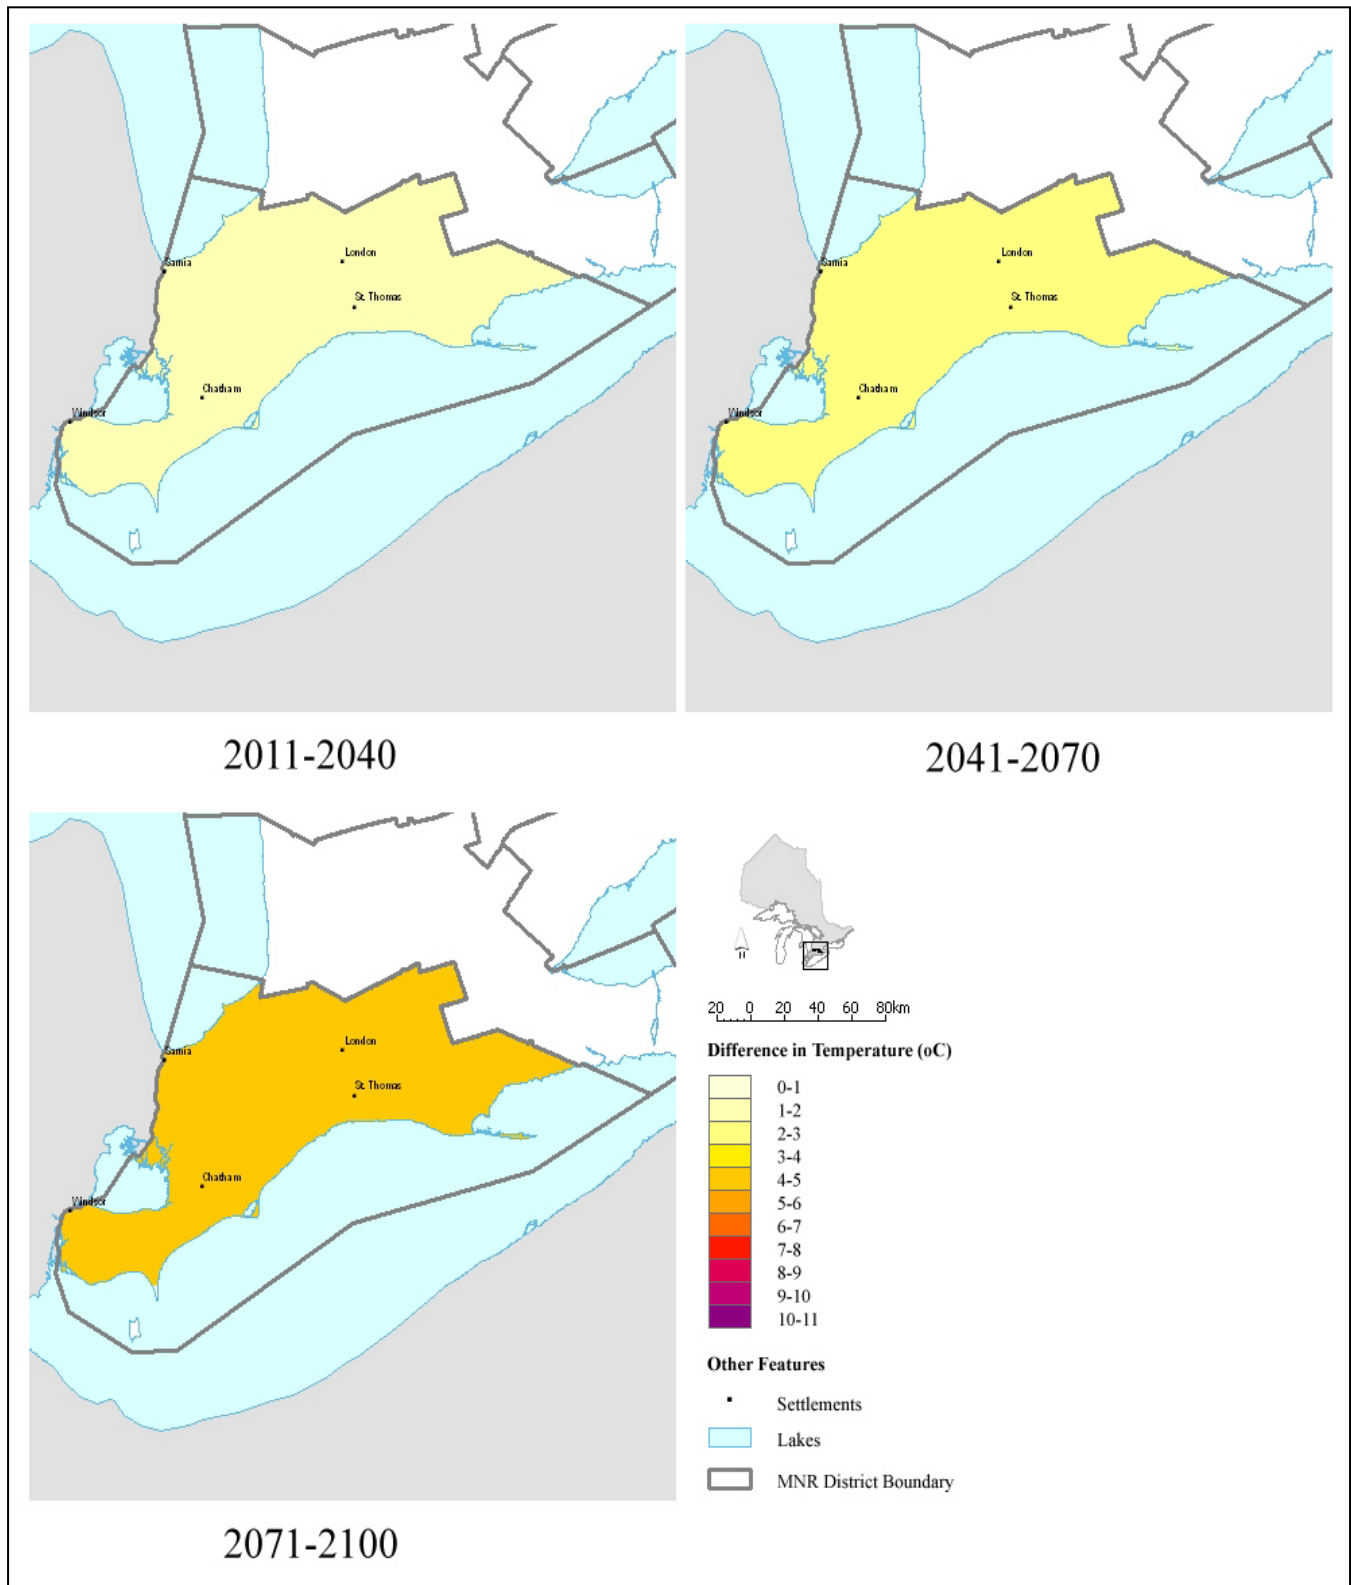 London
Sarnia
St. Thomas
Chatham
Windsor
London
Sarnia
St. Thomas
Chatham
Windsor
2011-2040
2041-2070
London
Sarnia
St. Thomas
Chatham
Windsor
2071-2100
20 0 20 40 60 80km
Difference in Temperature (oC)
0-1
1-2
2-3
3-4
4-5
5-6
6-7
7-8
8-9
9-10
10-11
Other Features
Settlements
Lakes
MNR District Boundary